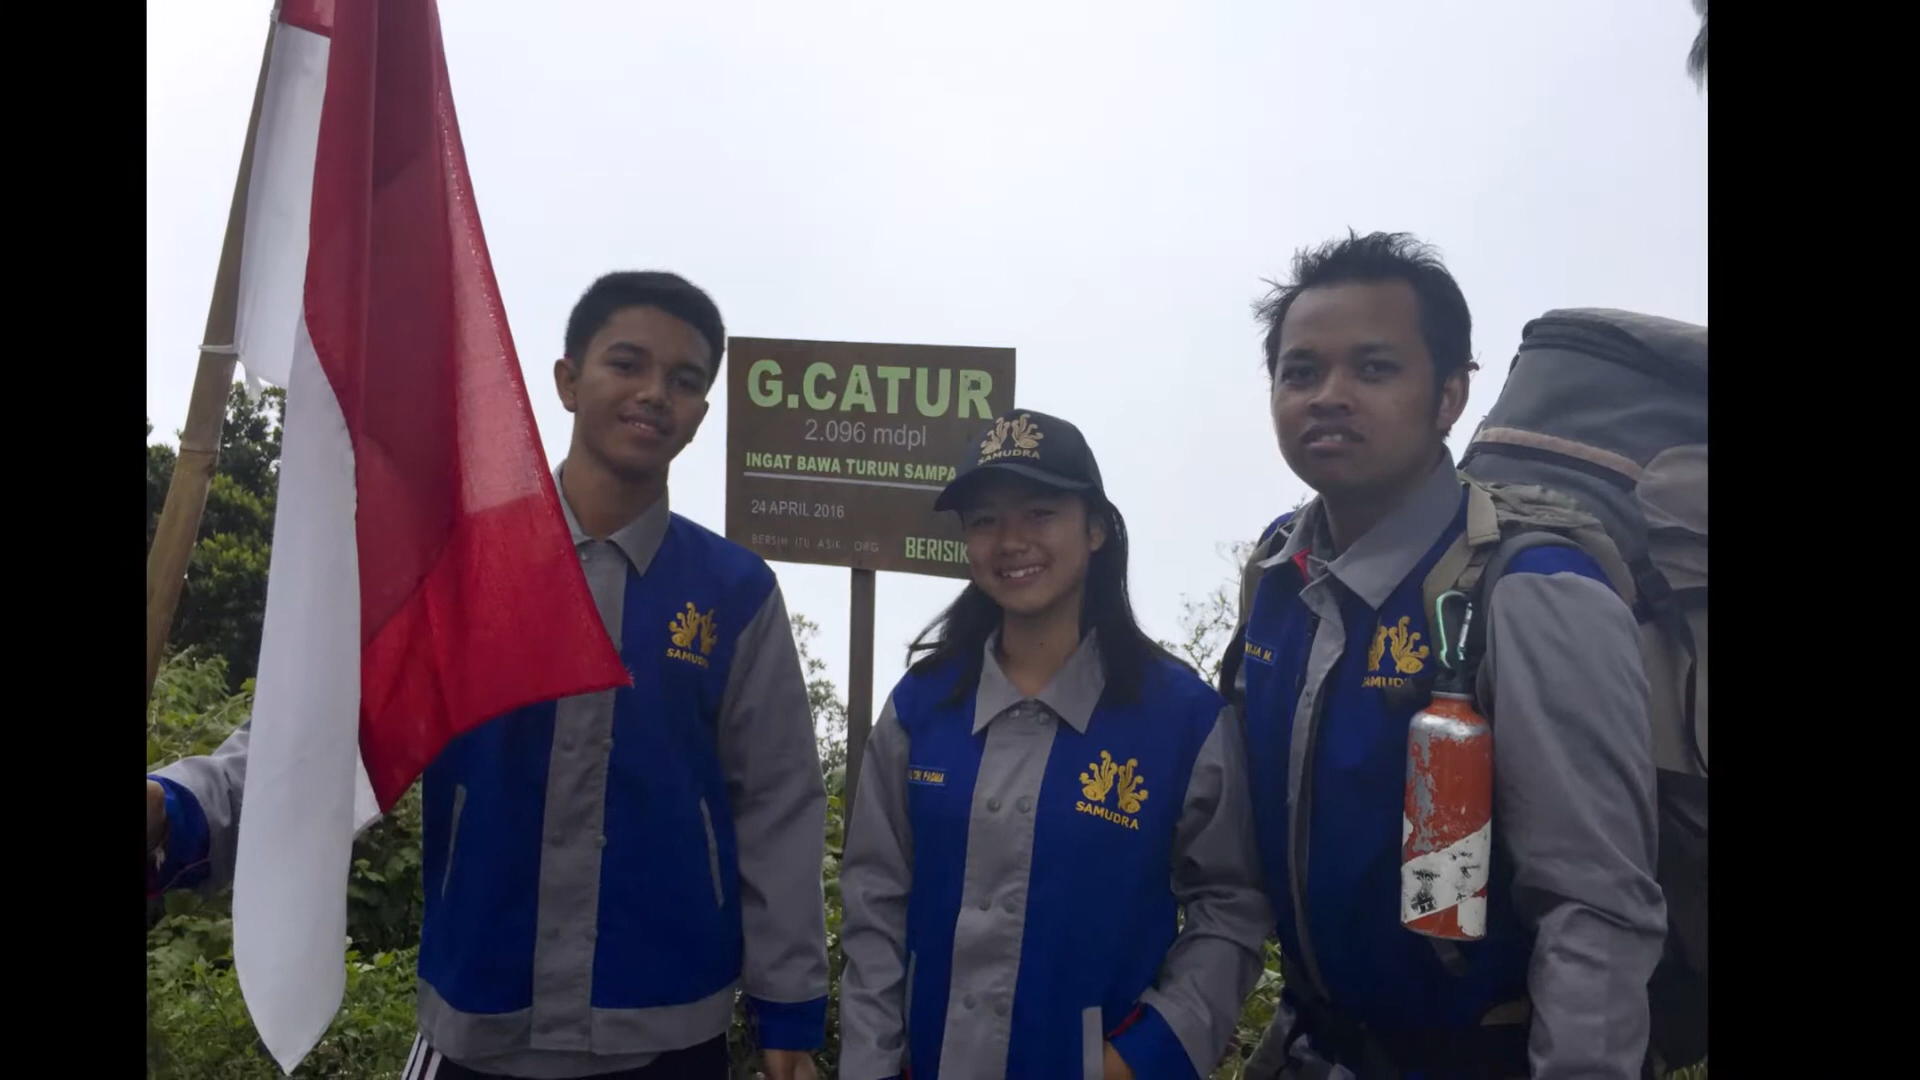 G.CATUR
2.096 mdpl
INGAT BAWA TURUN SAMPA
24 APRIL 2016
BERSIH ITU ASIK . ORG
BERISIK
SAMUDRA
SAMUDRA
SAMUDRA
SAMUDRA